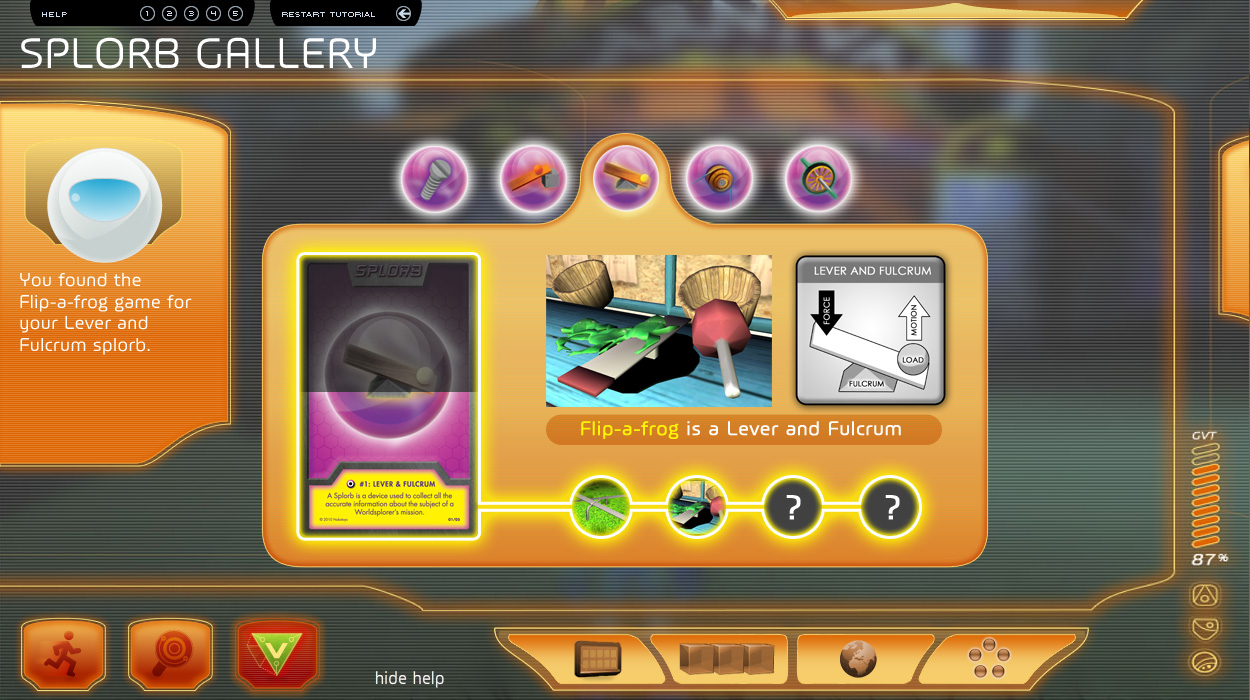 HELP 1 2 3 4 5 RESTART TUTORIAL
SPLORB GALLERY
You found the
Flip-a-frog game for
your Lever and
Fulcrum splorb.
SPLORB
#1: LEVER & FULCRUM
A Splorb is a device used to collect all the
accurate information about the subject of a
Worldsplorer's mission.
LEVER AND FULCRUM
FORCE
MOTION
LOAD
FULCRUM
Flip-a-frog is a Lever and Fulcrum
? ?
GVT
87%
V
hide help